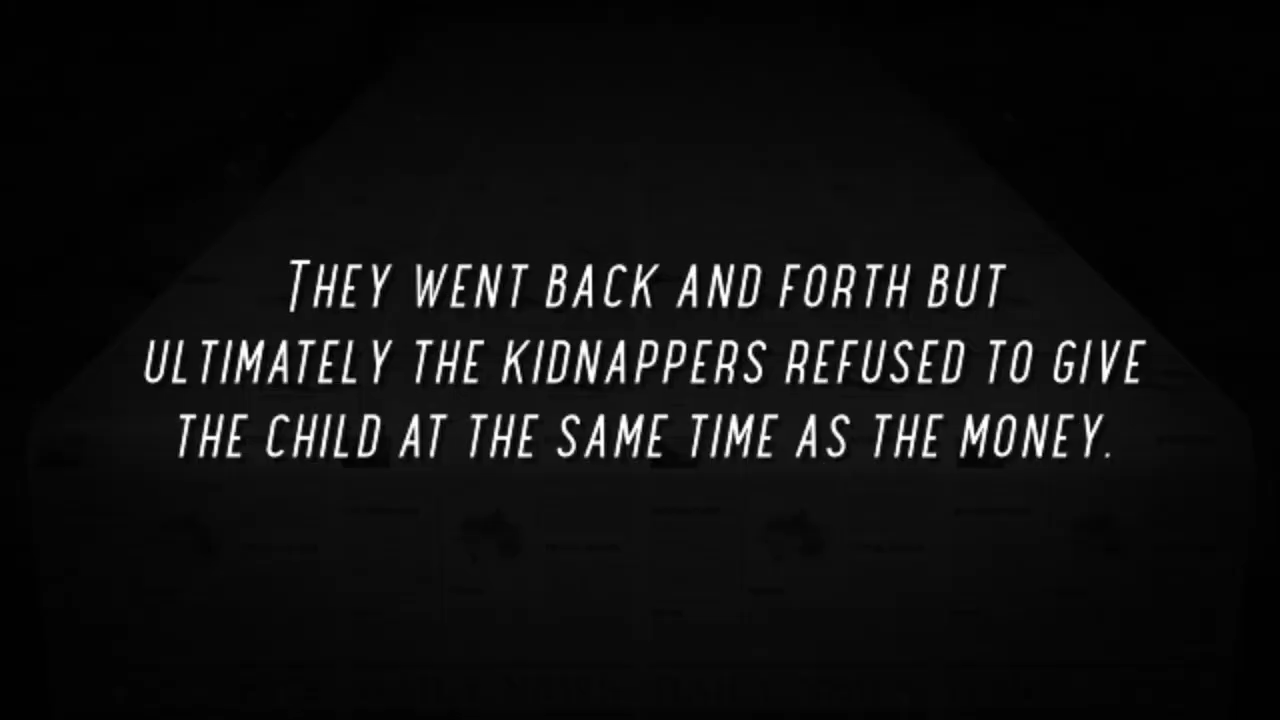 They went back and forth but
ultimately the kidnappers refused to give
the child at the same time as the money.